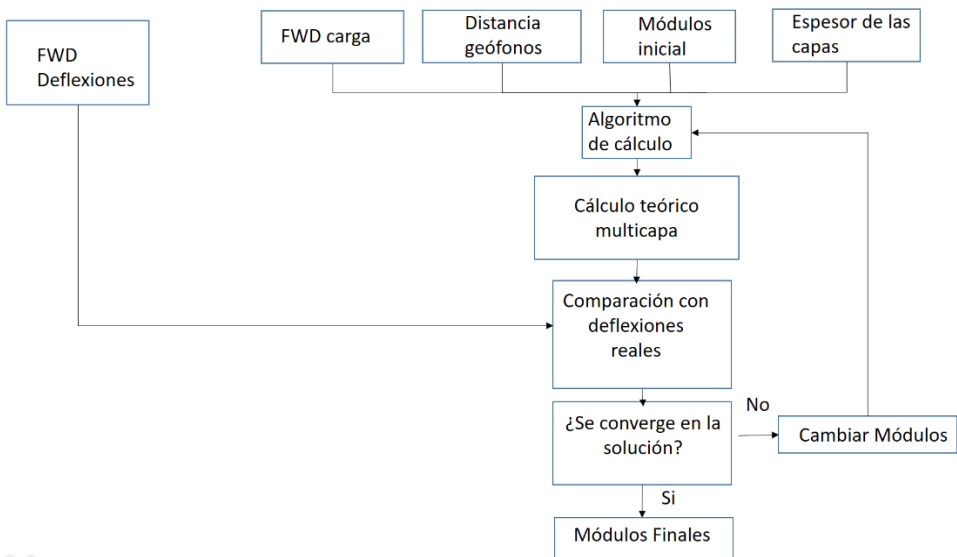 FWD
Deflexiones
FWD carga
Distancia
geófonos
Módulos
inicial
Espesor de las
capas
Algoritmo
de cálculo
Cálculo teórico
multicapa
Comparación con
deflexiones
reales
¿Se converge en la
solución?
No
Cambiar Módulos
Si
Módulos Finales